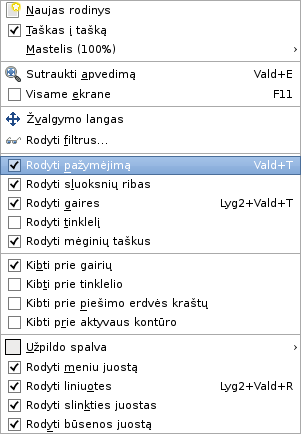 Naujas rodinys
Taškas į tašką
Mastelis (100%)
Sutraukti apvedimą Vald+E
Visame ekrane F11
Žvalgymo langas
Rodyti filtrus...
Rodyti pažymėjimą Vald+T
Rodyti sluoksnių ribas
Rodyti gaires Lyg2+Vald+T
Rodyti tinklelį
Rodyti mėginių taškus
Kibti prie gairių
Kibti prie tinklelio
Kibti prie piešimo erdvės kraštų
Kibti prie aktyvaus kontūro
Užpildo spalva
Rodyti meniu juostą
Rodyti liniuotes Lyg2+Vald+R
Rodyti slinkties juostas
Rodyti būsenos juostą